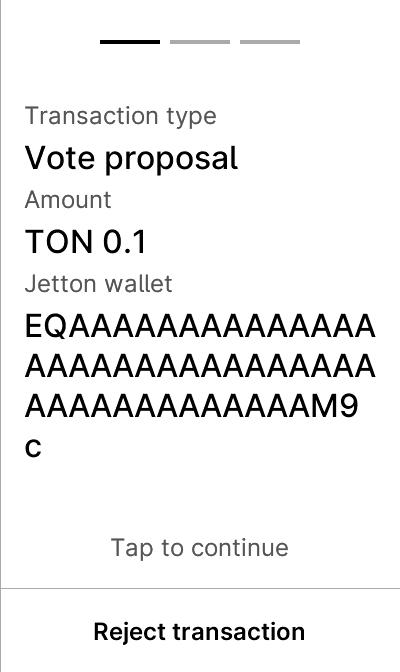 Transaction type
Vote proposal
Amount
TON 0.1
Jetton wallet
EQAAAAAAAAAAAAAA
AAAAAAAAAAAAAAAA
AAAAAAAAAAAAAM9
c
Tap to continue
Reject transaction